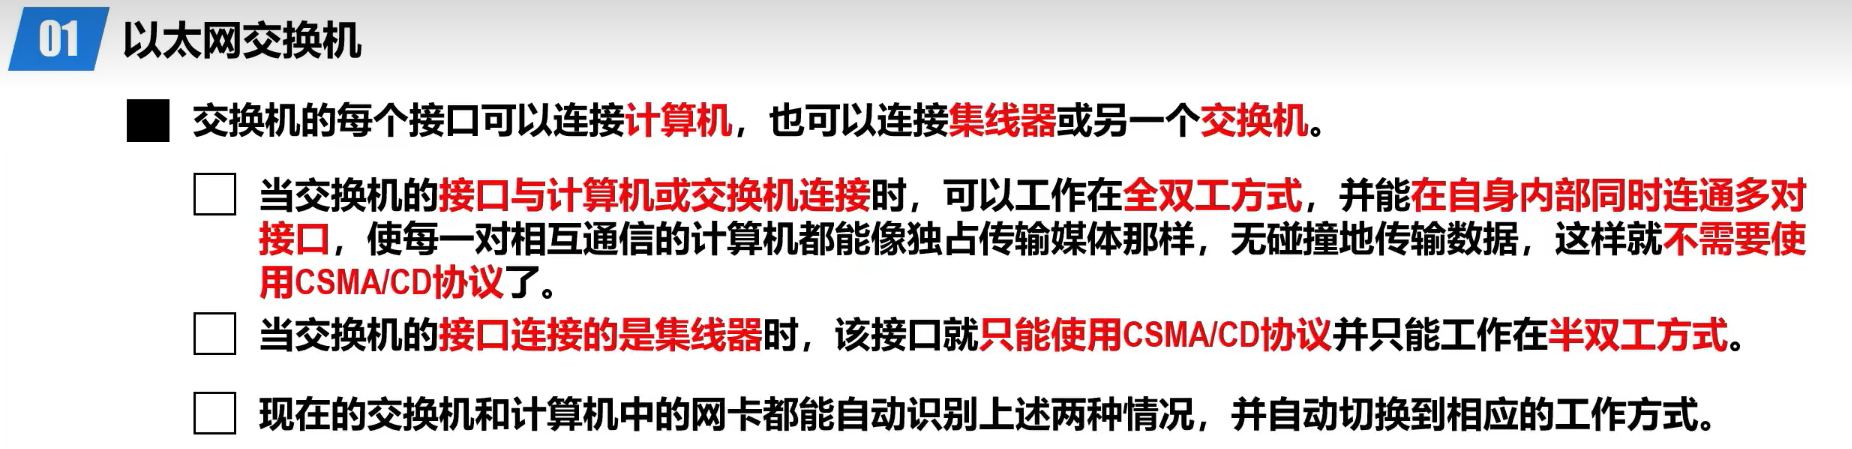 01 以太网交换机
交换机的每个接口可以连接计算机，也可以连接集线器或另一个交换机。
当交换机的接口与计算机或交换机连接时，可以工作在全双工方式，并能在自身内部同时连通多对
接口，使每一对相互通信的计算机都能像独占传输媒体那样，无碰撞地传输数据，这样就不需要使
用CSMA/CD协议了。
当交换机的接口连接的是集线器时，该接口就只能使用CSMA/CD协议并只能工作在半双工方式。
现在的交换机和计算机中的网卡都能自动识别上述两种情况，并自动切换到相应的工作方式。